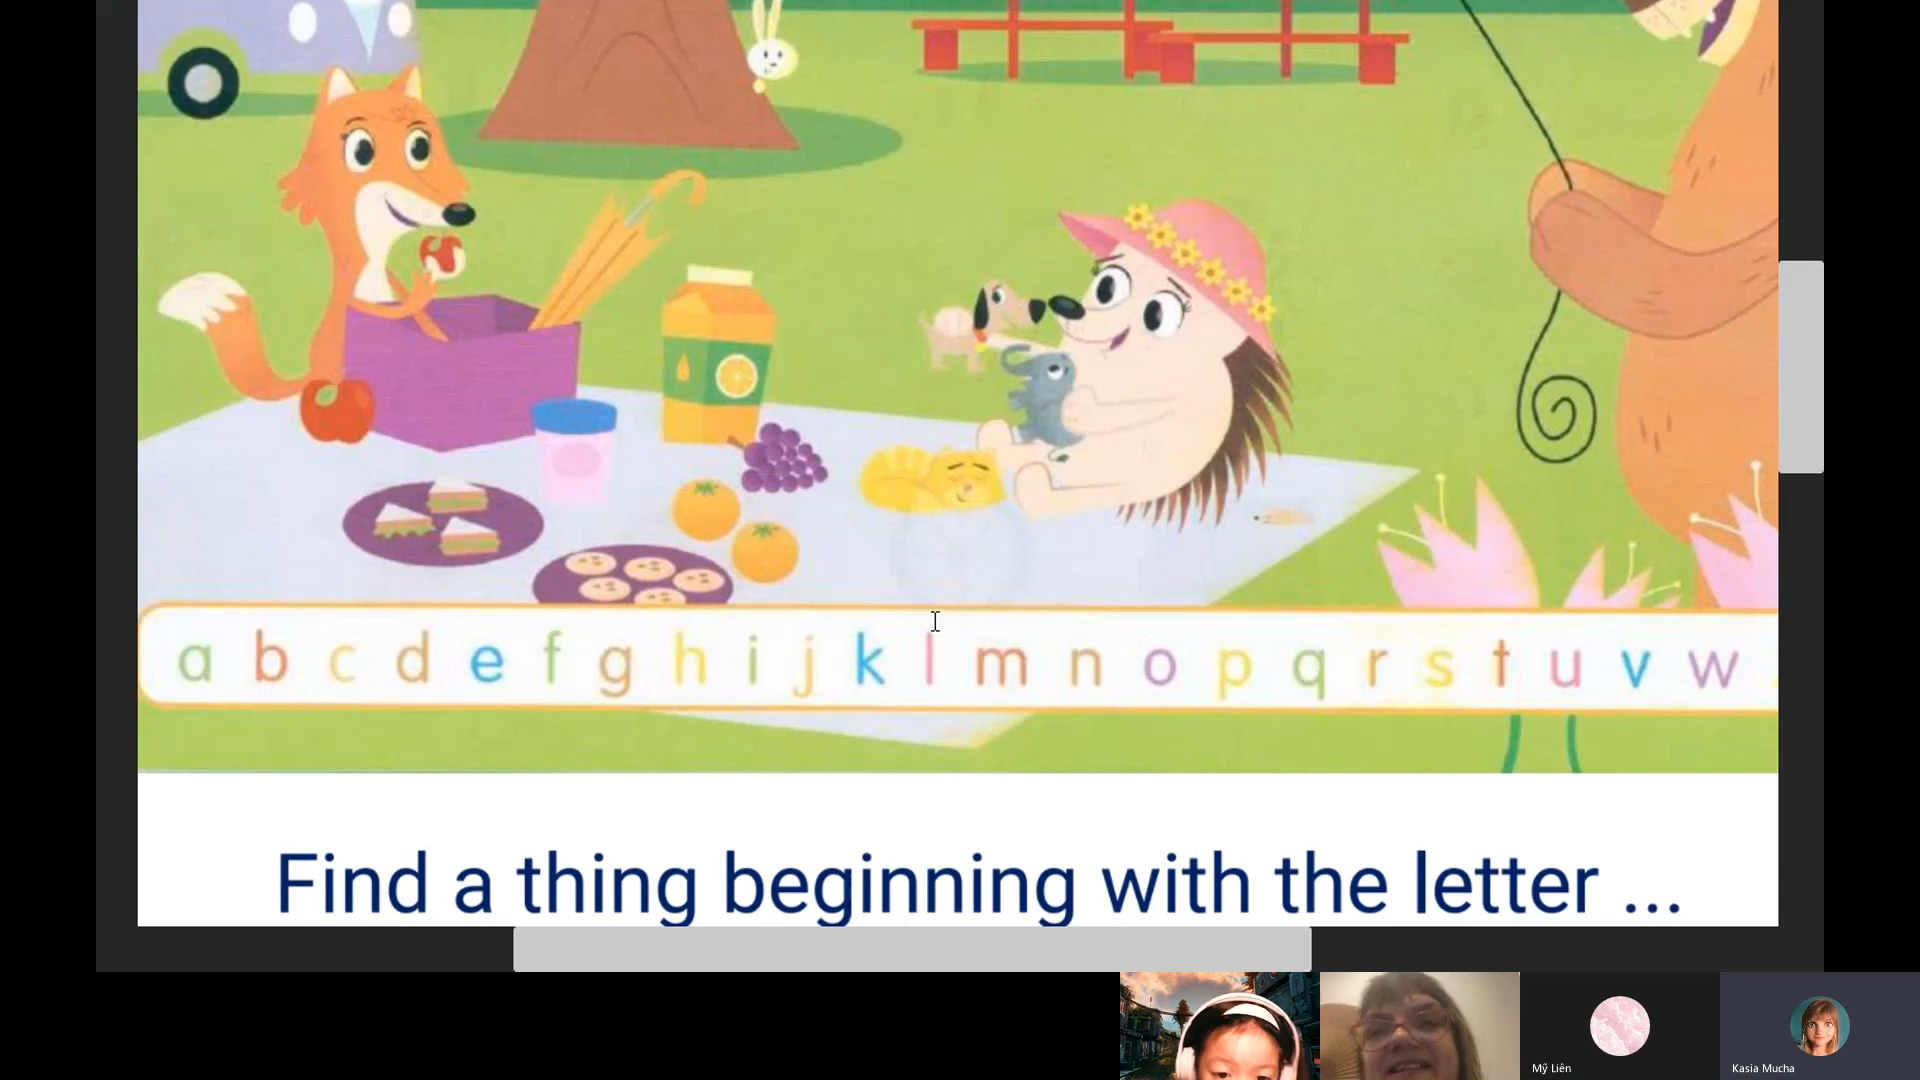 a b c d e f g h i j k l m n o p q r s t u v w
Find a thing beginning with the letter ...
Mỹ Liên
Kasia Mucha